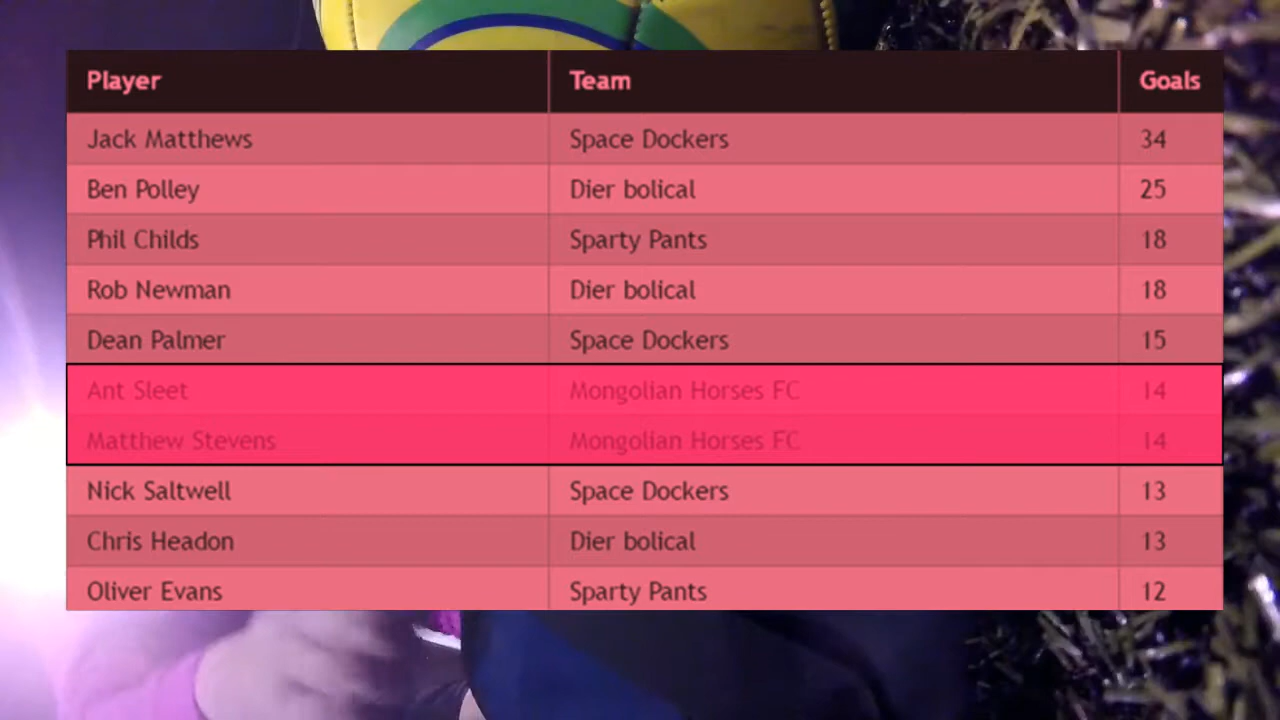 Player Team Goals
Jack Matthews Space Dockers 34
Ben Polley Dier bolical 25
Phil Childs Sparty Pants 18
Rob Newman Dier bolical 18
Dean Palmer Space Dockers 15
Ant Sleet Mongolian Horses FC 14
Matthew Stevens Mongolian Horses FC 14
Nick Saltwell Space Dockers 13
Chris Headon Dier bolical 13
Oliver Evans Sparty Pants 12